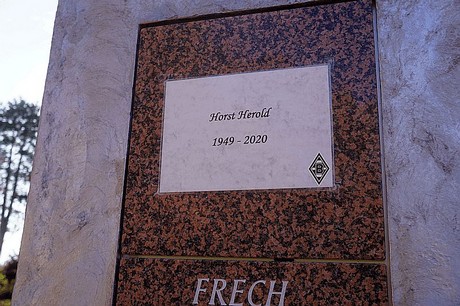 Horst Herold
1949 - 2020
B
FRECH